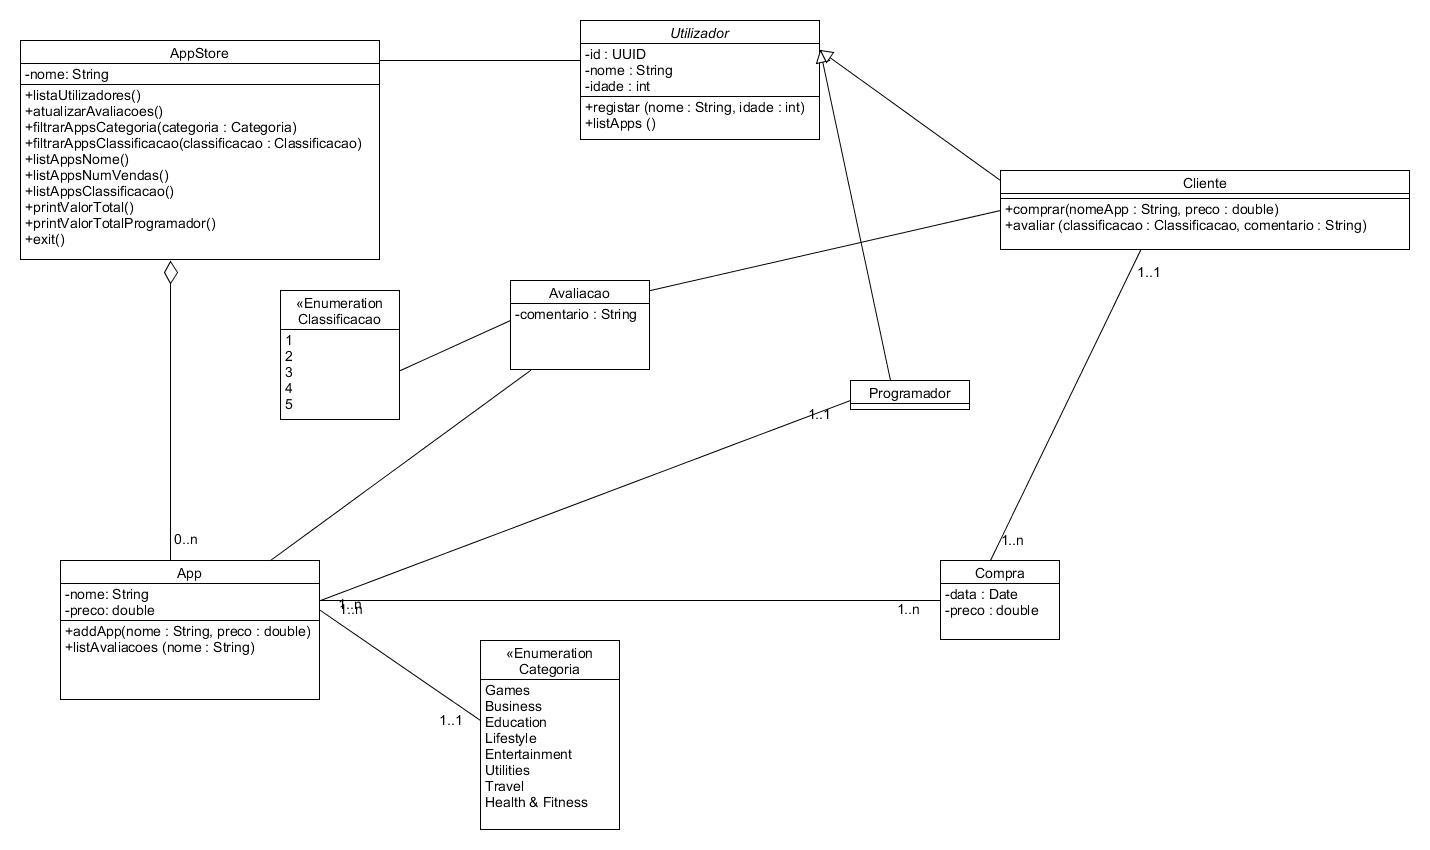 AppStore
-nome: String
+listaUtilizadores()
+atualizarAvaliacoes()
+filtrarAppsCategoria(categoria : Categoria)
+filtrarAppsClassificacao(classificacao : Classificacao)
+listAppsNome()
+listAppsNumVendas()
+listAppsClassificacao()
+printValorTotal()
+printValorTotalProgramador()
+exit()
Utilizador
-id : UUID
-nome : String
-idade : int
+registar (nome : String, idade : int)
+listApps ()
Cliente
+comprar(nomeApp : String, preco : double)
+avaliar (classificacao : Classificacao, comentario : String)
1..1
«Enumeration
Classificacao
1
2
3
4
5
Avaliacao
-comentario : String
Programador
1..1
0..n
1..n
App
-nome: String
-preco: double
+addApp(nome : String, preco : double)
+listAvaliacoes (nome : String)
1..n
1..n
1..n
Compra
-data : Date
-preco : double
1..1
«Enumeration
Categoria
Games
Business
Education
Lifestyle
Entertainment
Utilities
Travel
Health & Fitness